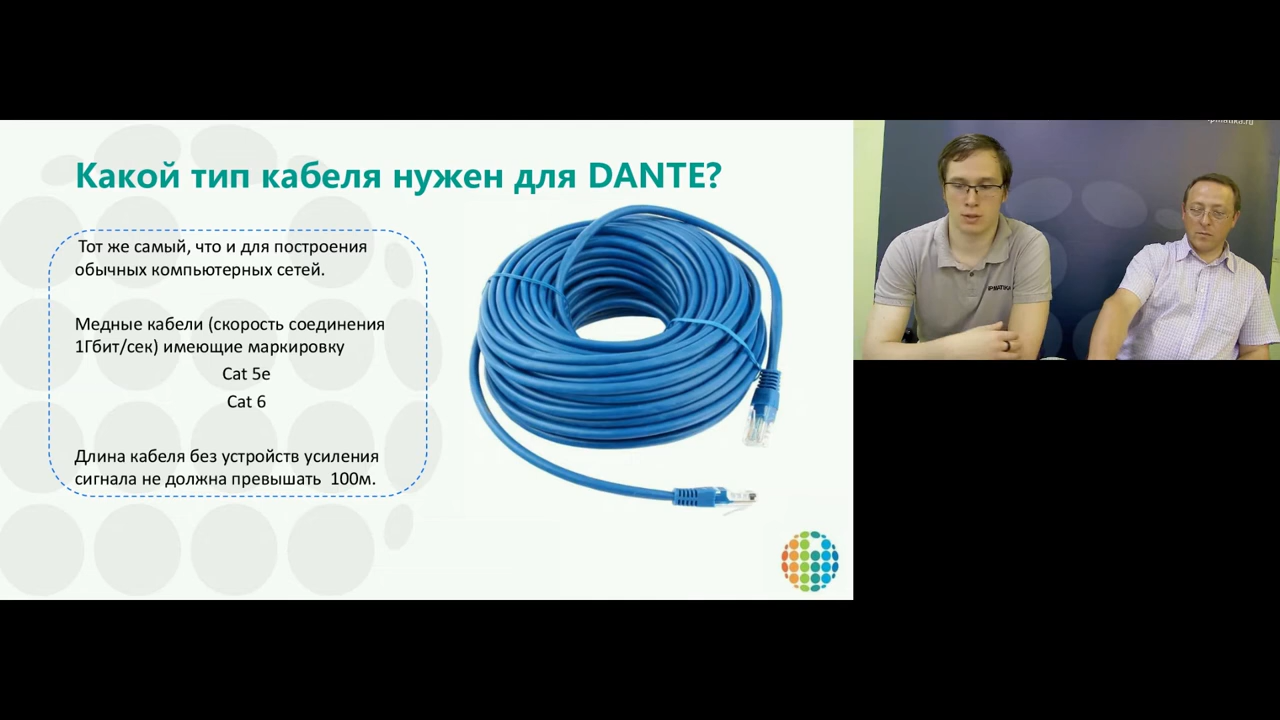 Какой тип кабеля нужен для DANTE?
Тот же самый, что и для построения
обычных компьютерных сетей.
Медные кабели (скорость соединения
1Гбит/сек) имеющие маркировку
Cat 5e
Cat 6
Длина кабеля без устройств усиления
сигнала не должна превышать 100м.
IPMATIKA